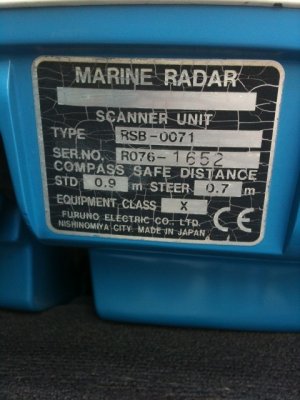 MARINE RADAR
SCANNER UNIT
TYPE RSB-0071
SER.NO. R076-1652
COMPASS SAFE DISTANCE
STD 0.9 m STEER 0.7 m
EQUIPMENT CLASS X
FURUNO ELECTRIC CO., LTD.
NISHINOMIYA CITY, MADE IN JAPAN
CE